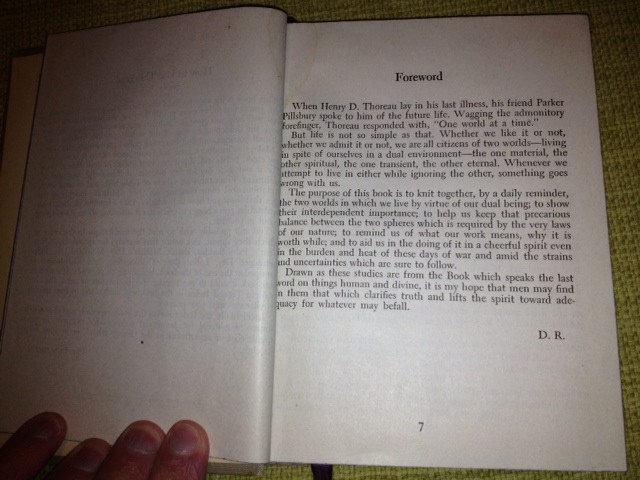 Foreword
When Henry D. Thoreau lay in his last illness, his friend Parker
Pillsbury spoke to him of the future life. Wagging the admonitory
forefinger, Thoreau responded with, "One world at a time."
But life is not so simple as that. Whether we like it or not,
whether we admit it or not, we are all citizens of two worlds—living
in spite of ourselves in a dual environment—the one material, the
other spiritual, the one transient, the other eternal. Whenever we
attempt to live in either while ignoring the other, something goes
wrong with us.
The purpose of this book is to knit together, by a daily reminder,
the two worlds in which we live by virtue of our dual being; to show
their interdependent importance; to help us keep that precarious
balance between the two spheres which is required by the very laws
of our nature; to remind us of what our work means, why it is
worth while; and to aid us in the doing of it in a cheerful spirit even
in the burden and heat of these days of war and amid the strains
and uncertainties which are sure to follow.
Drawn as these studies are from the Book which speaks the last
word on things human and divine, it is my hope that men may find
in them that which clarifies truth and lifts the spirit toward ade-
quacy for whatever may befall.
D. R.
7